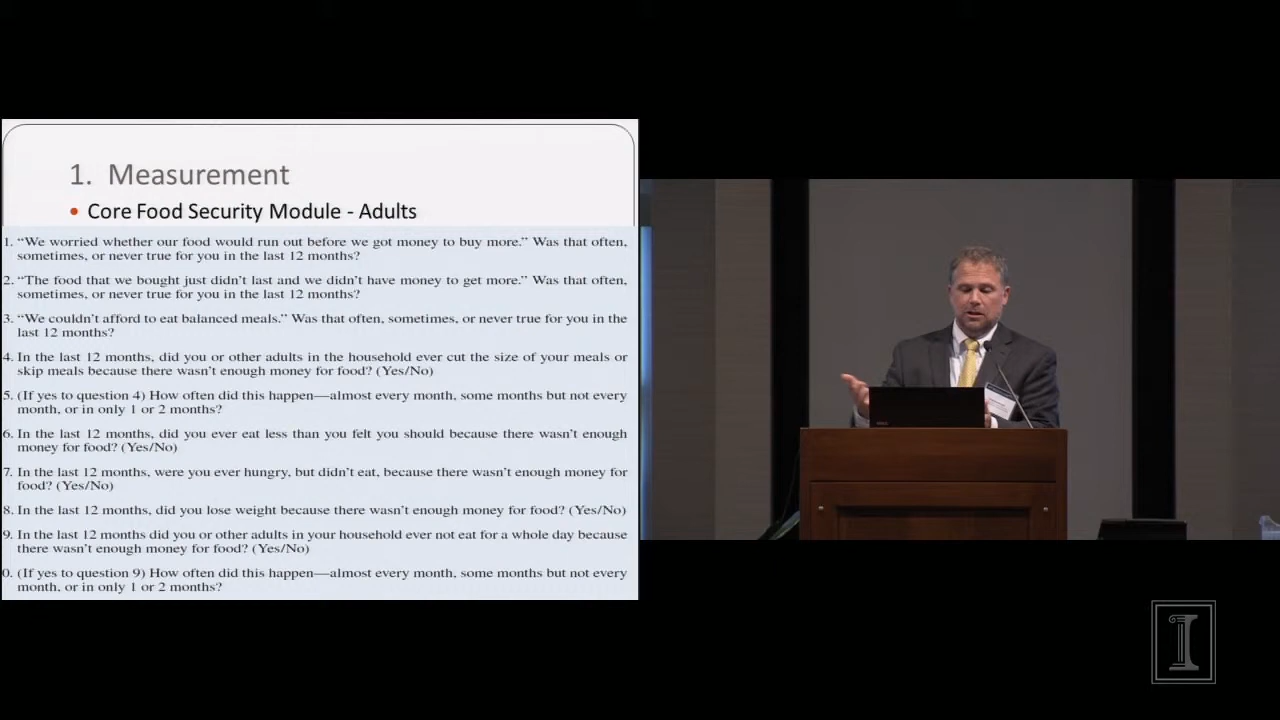 1. Measurement
• Core Food Security Module - Adults
1. “We worried whether our food would run out before we got money to buy more.” Was that often,
sometimes, or never true for you in the last 12 months?
2. “The food that we bought just didn’t last and we didn’t have money to get more.” Was that often,
sometimes, or never true for you in the last 12 months?
3. “We couldn’t afford to eat balanced meals.” Was that often, sometimes, or never true for you in the
last 12 months?
4. In the last 12 months, did you or other adults in the household ever cut the size of your meals or
skip meals because there wasn’t enough money for food? (Yes/No)
5. (If yes to question 4) How often did this happen—almost every month, some months but not every
month, or in only 1 or 2 months?
6. In the last 12 months, did you ever eat less than you felt you should because there wasn’t enough
money for food? (Yes/No)
7. In the last 12 months, were you ever hungry, but didn’t eat, because there wasn’t enough money for
food? (Yes/No)
8. In the last 12 months, did you lose weight because there wasn’t enough money for food? (Yes/No)
9. In the last 12 months did you or other adults in your household ever not eat for a whole day because
there wasn’t enough money for food? (Yes/No)
0. (If yes to question 9) How often did this happen—almost every month, some months but not every
month, or in only 1 or 2 months?
I